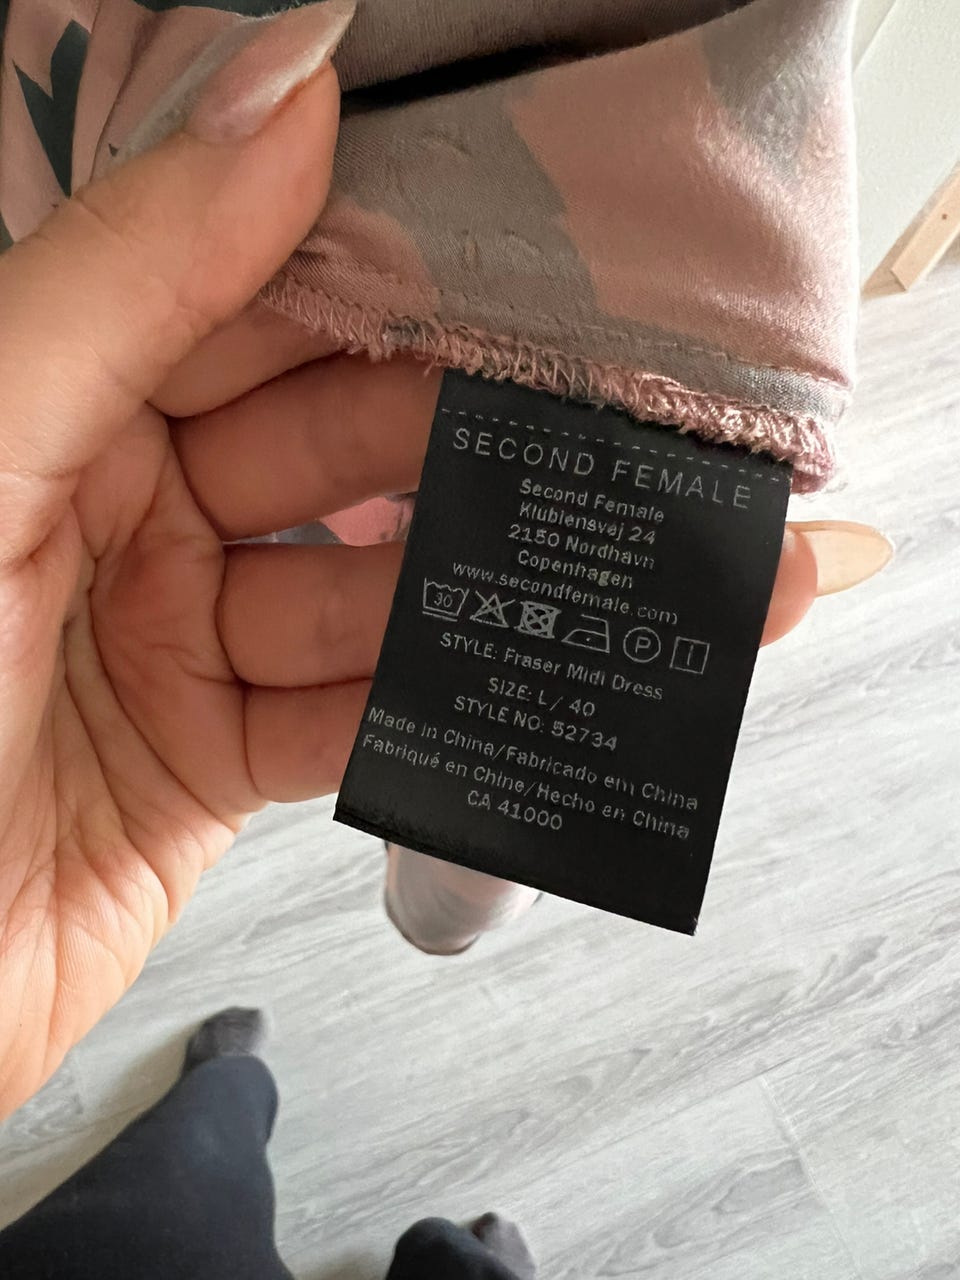 SECOND FEMALE
Second Female
Klubiensvej 24
2150 Nordhavn
Copenhagen
www.secondfemale.com
30 P
STYLE: Fraser Midi Dress
SIZE: L / 40
STYLE NO: 52734
Made in China/Fabricado em China
Fabriqué en Chine/Hecho en China
CA 41000